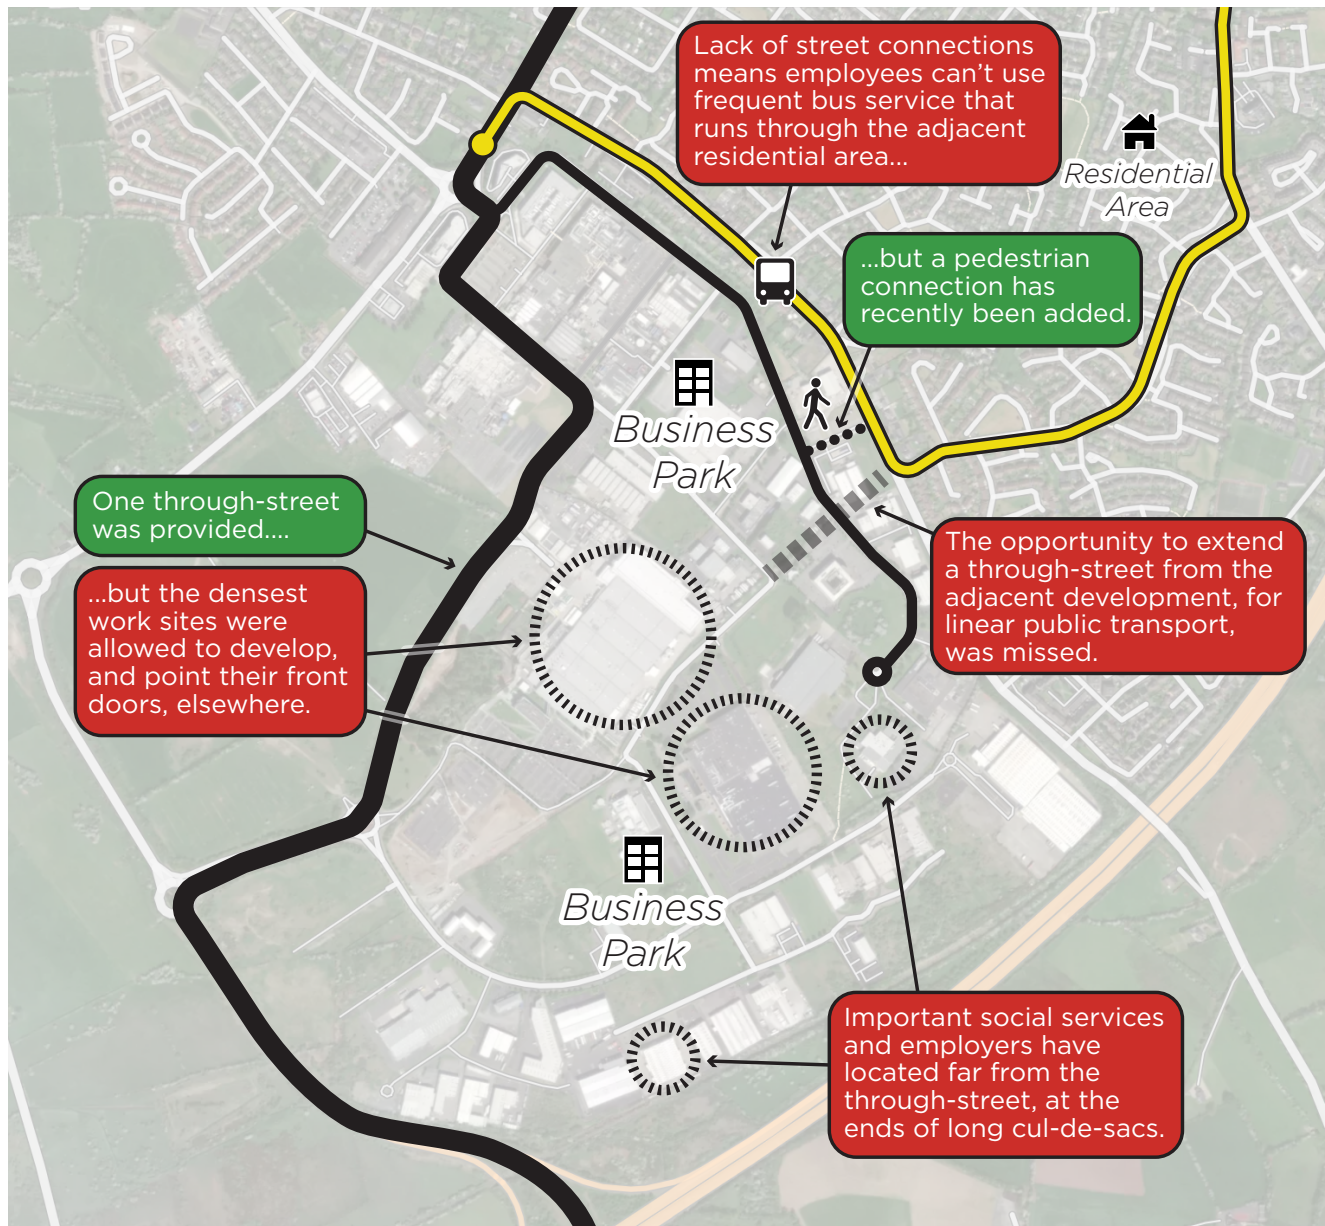 Lack of street connections
means employees can’t use
frequent bus service that
runs through the adjacent
residential area...
Residential
Area
...but a pedestrian
connection has
recently been added.
Business
Park
One through-street
was provided....
...but the densest
work sites were
allowed to develop,
and point their front
doors, elsewhere.
The opportunity to extend
a through-street from the
adjacent development, for
linear public transport,
was missed.
Business
Park
Important social services
and employers have
located far from the
through-street, at the
ends of long cul-de-sacs.